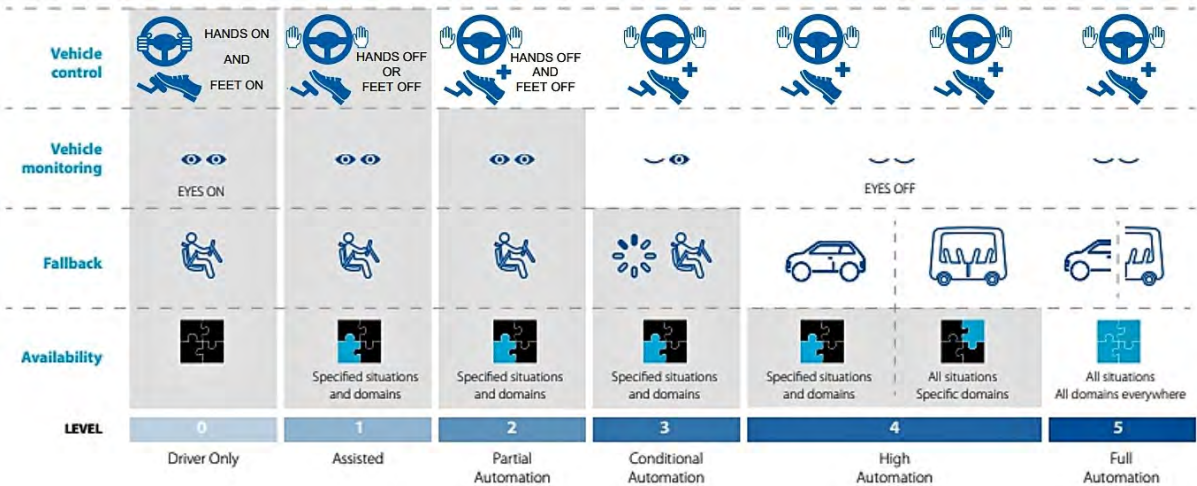 Vehicle
control
HANDS ON
AND
FEET ON
HANDS OFF
OR
FEET OFF
HANDS OFF
AND
FEET OFF
Vehicle
monitoring
EYES ON
EYES OFF
Fallback
Availability
Specified situations
and domains
Specified situations
and domains
Specified situations
and domains
Specified situations
and domains
All situations
Specific domains
All situations
All domains everywhere
LEVEL
0
1
2
3
4
5
Driver Only
Assisted
Partial
Automation
Conditional
Automation
High
Automation
Full
Automation